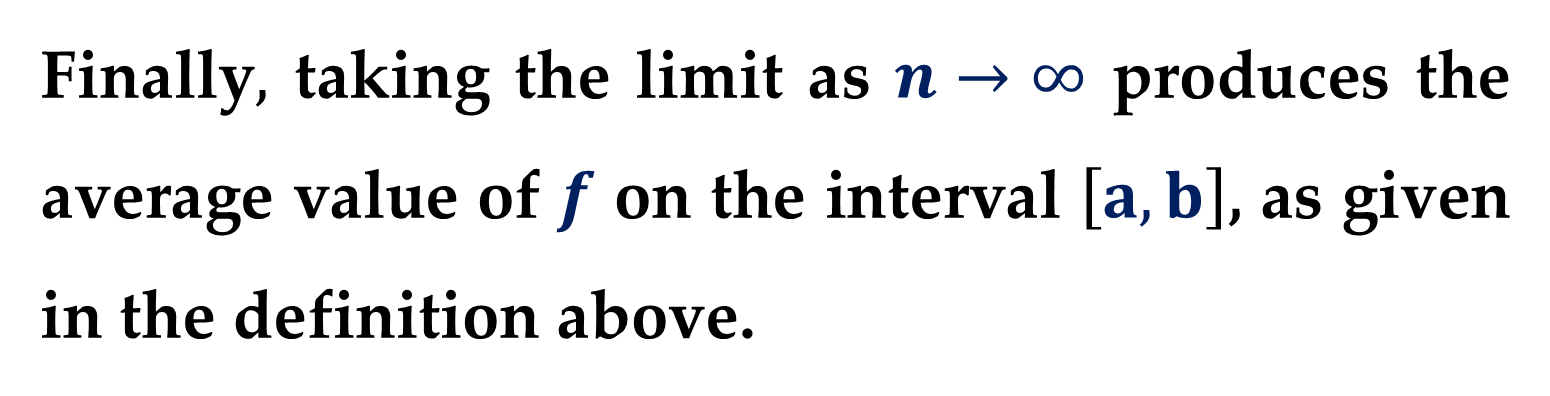 Finally, taking the limit as n → ∞ produces the
average value of f on the interval [a, b], as given
in the definition above.